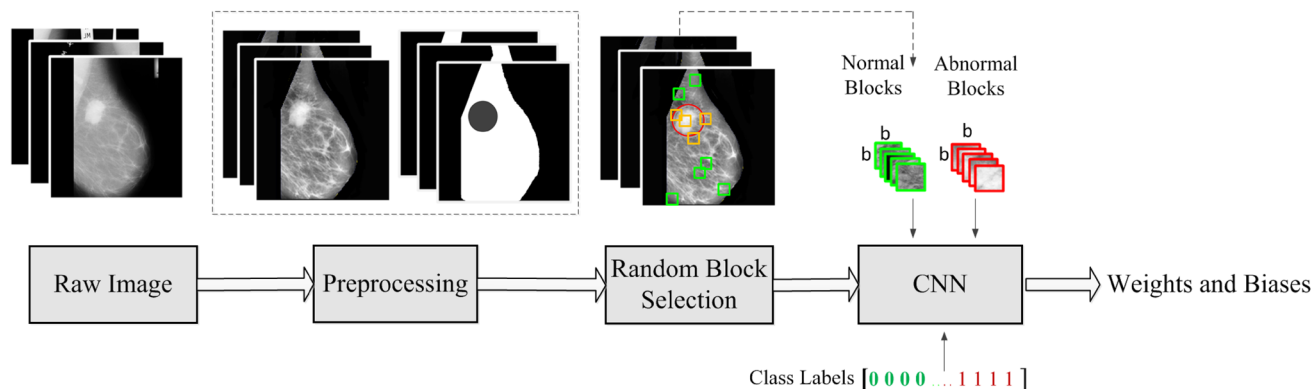 JM
Normal
Blocks
Abnormal
Blocks
b
b
b
b
Raw Image
Preprocessing
Random Block
Selection
CNN
Weights and Biases
Class Labels [0 0 0 0 ..... 1 1 1 1 ]